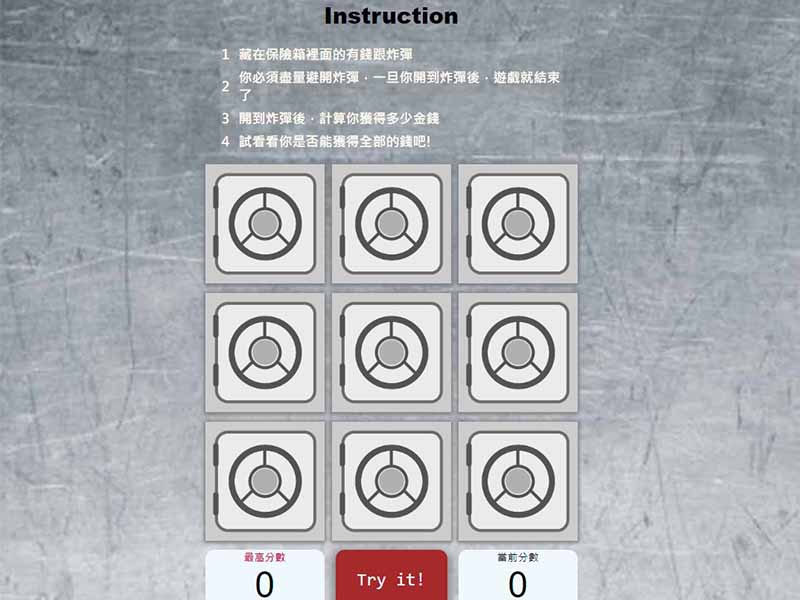 Instruction
1 藏在保險箱裡面的有錢跟炸彈
2 你必須盡量避開炸彈，一旦你開到炸彈後，遊戲就結束
了
3 開到炸彈後，計算你獲得多少金錢
4 試看看你是否能獲得全部的錢吧!
最高分數
0
Try it!
當前分數
0